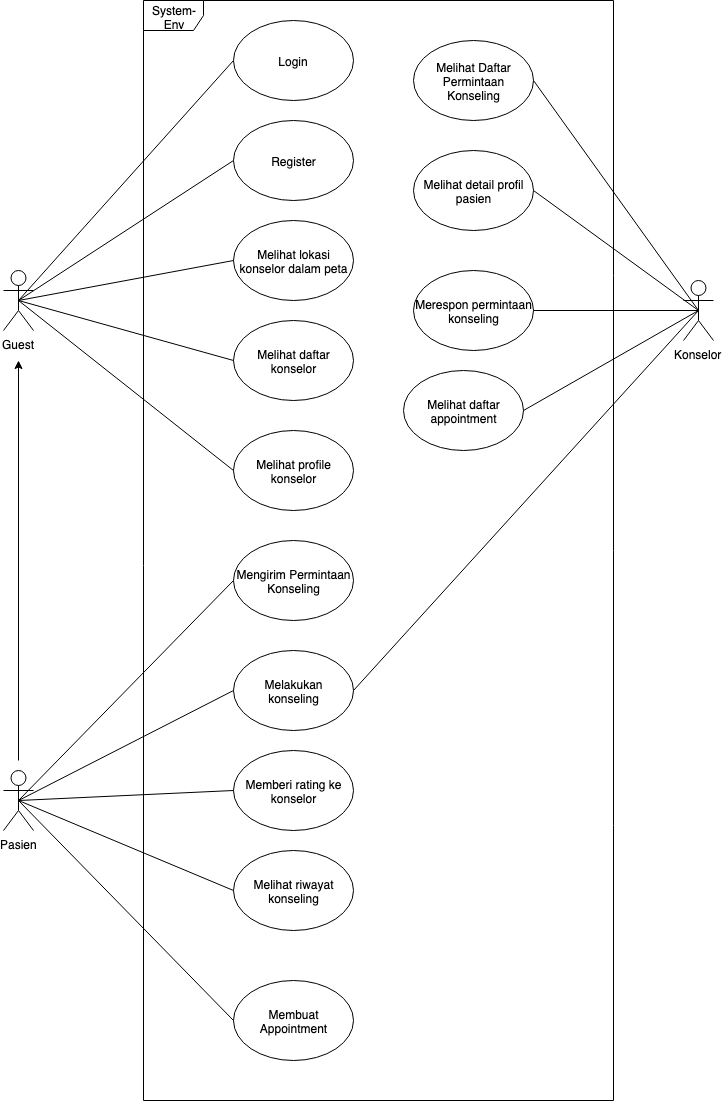 System-
Env
Login
Register
Melihat lokasi
konselor dalam peta
Melihat daftar
konselor
Melihat profile
konselor
Mengirim Permintaan
Konseling
Melakukan
konseling
Memberi rating ke
konselor
Melihat riwayat
konseling
Membuat
Appointment
Melihat Daftar
Permintaan
Konseling
Melihat detail profil
pasien
Merespon permintaan
konseling
Melihat daftar
appointment
Guest
Pasien
Konselor